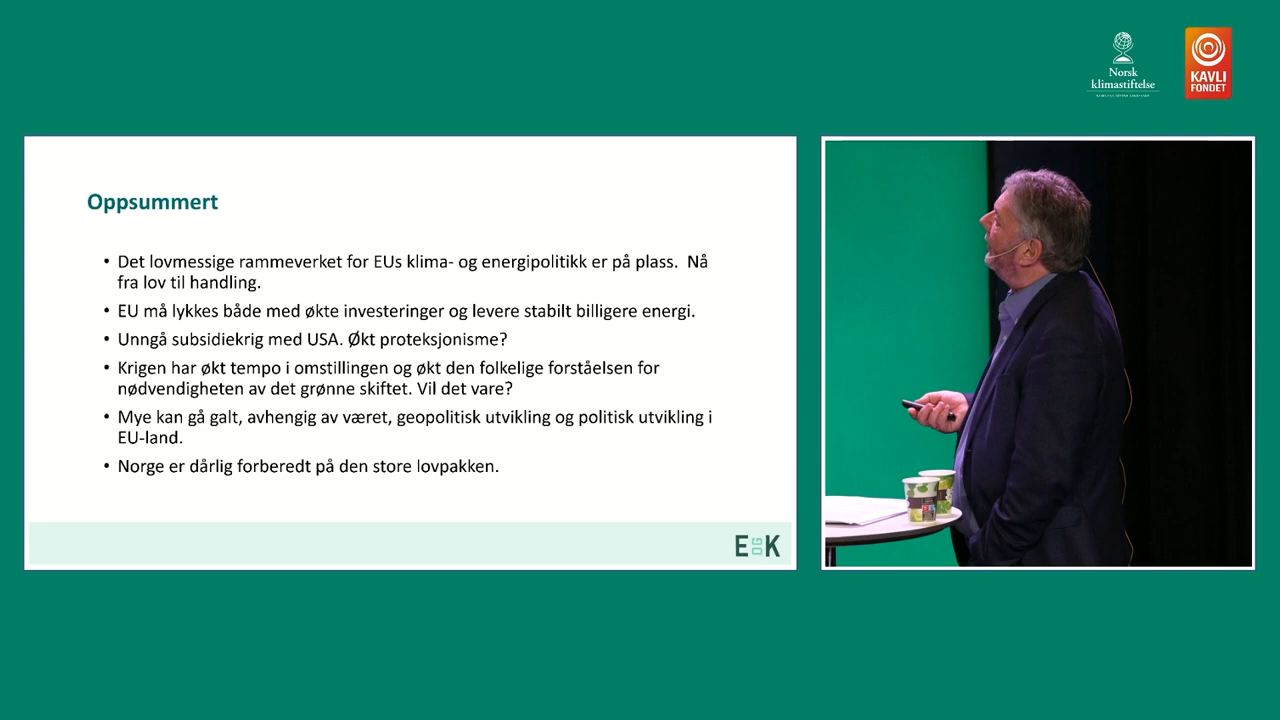 Norsk
klimastiftelse
KAVLI
FONDET
Oppsummert
• Det lovmessige rammeverket for EUs klima- og energipolitikk er på plass.  Nå
fra lov til handling.
• EU må lykkes både med økte investeringer og levere stabilt billigere energi.
• Unngå subsidiekrig med USA. Økt proteksjonisme?
• Krigen har økt tempo i omstillingen og økt den folkelige forståelsen for
nødvendigheten av det grønne skiftet. Vil det vare?
• Mye kan gå galt, avhengig av været, geopolitisk utvikling og politisk utvikling i
EU-land.
• Norge er dårlig forberedt på den store lovpakken.
E OG K